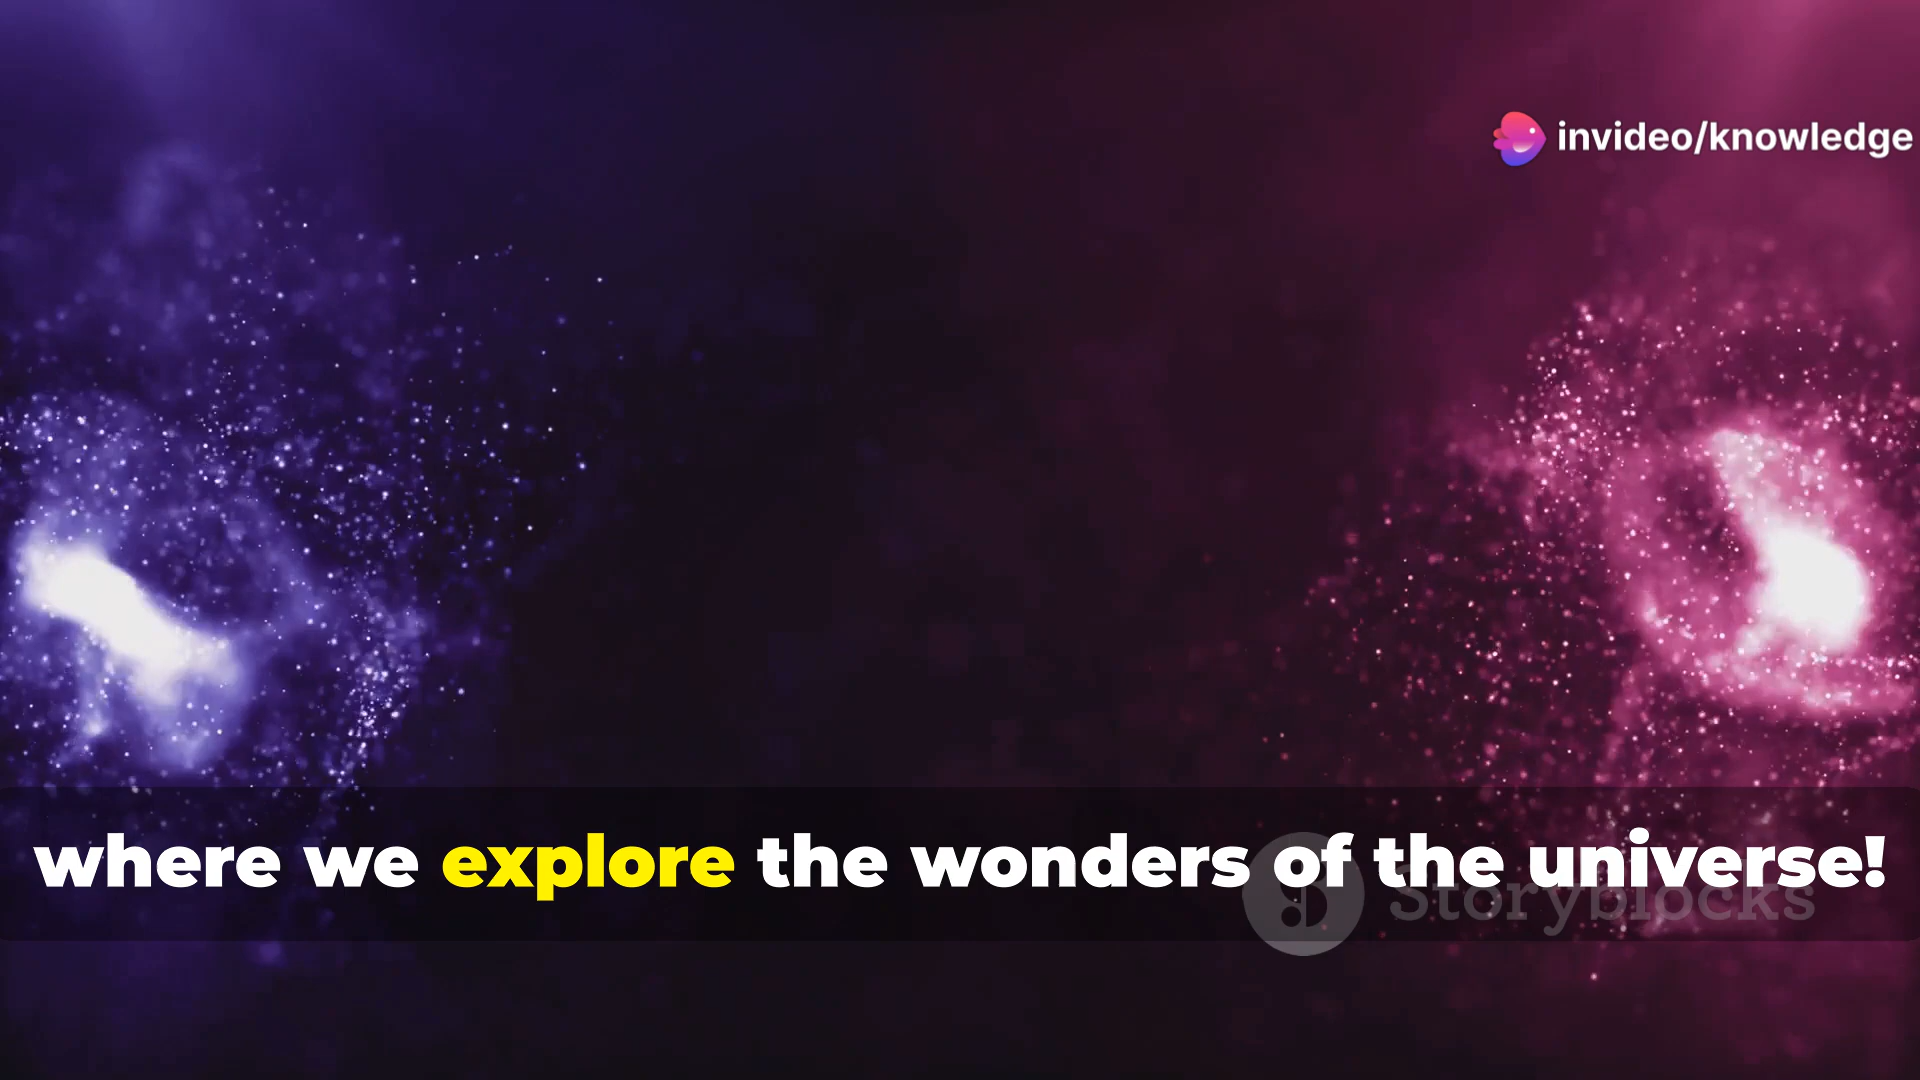 invideo/knowledge
where we explore the wonders of the universe!
Storyblocks